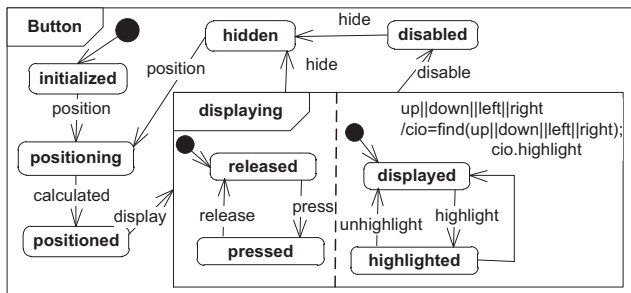 Button
hidden
hide
disabled
initialized
position
hide
disable
position
displaying
up||down||left||right
/cio=find(up||down||left||right);
cio.highlight
positioning
released
displayed
calculated
display
release
press
unhighlight
highlight
positioned
pressed
highlighted